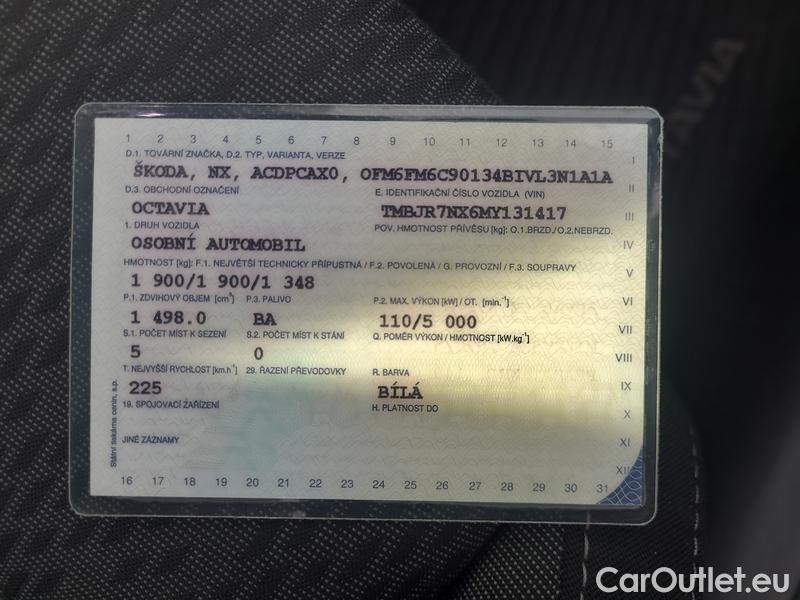 OCTAVIA
1 2 3 4 5 6 7 8 9 10 11 12 13 14 15
D.1. TOVÁRNÍ ZNAČKA, D.2. TYP, VARIANTA, VERZE
I
ŠKODA, NX, ACDPCAX0, OFM6FM6C90134BIVL3N1A1A
II
D.3. OBCHODNÍ OZNAČENÍ E. IDENTIFIKAČNÍ ČÍSLO VOZIDLA (VIN)
OCTAVIA TMBJR7NX6MY131417
III
1. DRUH VOZIDLA POV. HMOTNOST PŘÍVĚSU [kg]: O.1.BRZD./O.2.NEBRZD.
OSOBNÍ AUTOMOBIL
IV
HMOTNOST [kg]: F.1. NEJVĚTŠÍ TECHNICKY PŘÍPUSTNÁ / F.2. POVOLENÁ / G. PROVOZNÍ / F.3. SOUPRAVY
V
1 900/1 900/1 348
P.1. ZDVIHOVÝ OBJEM [cm³] P.3. PALIVO P.2. MAX. VÝKON [kW] / OT. [min.⁻¹]
VI
1 498.0 BA 110/5 000
VII
S.1. POČET MÍST K SEZENÍ S.2. POČET MÍST K STÁNÍ Q. POMĚR VÝKON / HMOTNOST [kW.kg⁻¹]
5 0
VIII
T. NEJVYŠŠÍ RYCHLOST [km.h⁻¹] 29. ŘAZENÍ PŘEVODOVKY R. BARVA
225 BÍLÁ
IX
19. SPOJOVACÍ ZAŘÍZENÍ H. PLATNOST DO
X
JINÉ ZÁZNAMY
XI
XII
Státní tiskárna cenin, s.p.
16 17 18 19 20 21 22 23 24 25 26 27 28 29 30 31
CarOutlet.eu